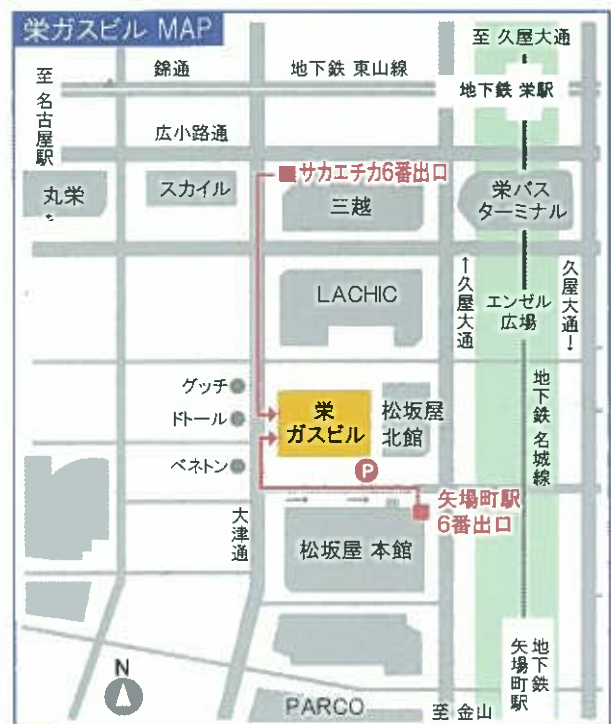 栄ガスビル MAP
至 久屋大通
至 名古屋駅
錦通
地下鉄 東山線
地下鉄 栄駅
広小路通
サカエチカ6番出口
丸栄
スカイル
三越
栄バス
ターミナル
LACHIC
↑久屋大通
エンゼル
広場
久屋大通↓
グッチ
ドトール
ベネトン
栄
ガスビル
松坂屋
北館
地下鉄 名城線
P
矢場町駅
6番出口
大津通
松坂屋 本館
地下鉄
矢場町駅
N
PARCO
至 金山